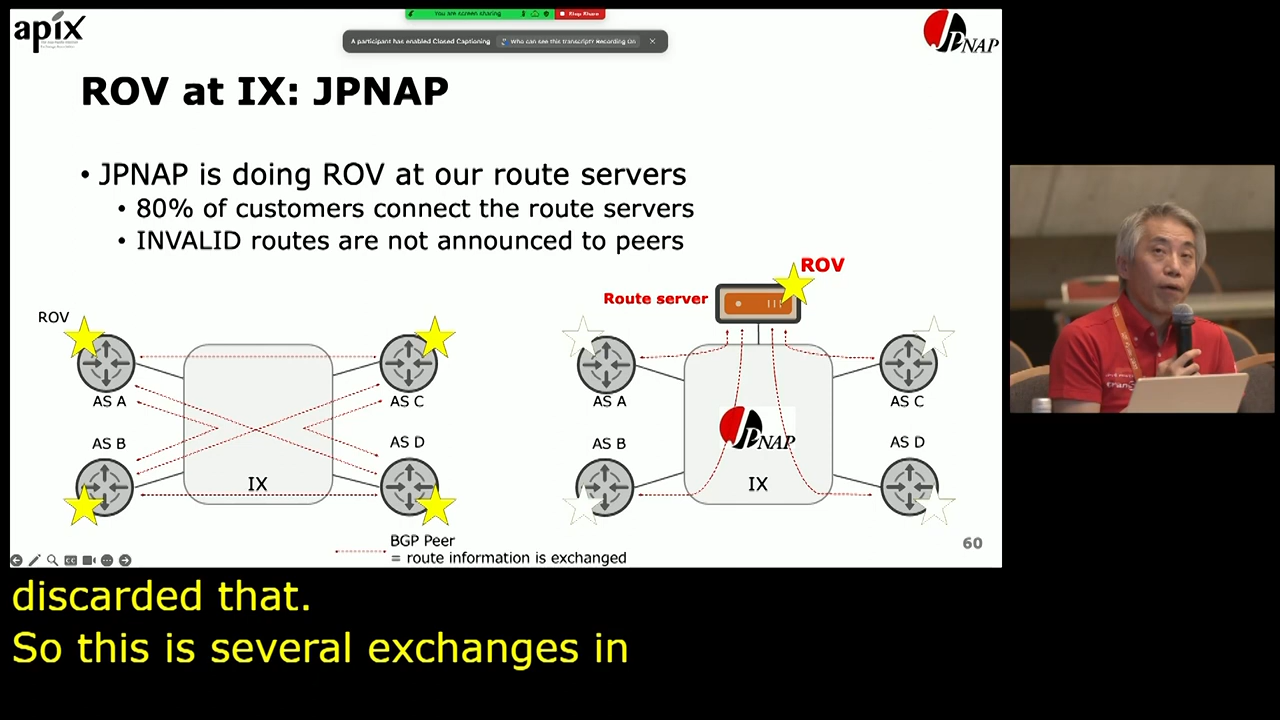 apix
You are screen sharing
Stop Share
A participant has enabled Closed Captioning
Who can see this transcript? Recording On
JPNAP
ROV at IX: JPNAP
• JPNAP is doing ROV at our route servers
• 80% of customers connect the route servers
• INVALID routes are not announced to peers
ROV
Route server
ROV
AS A
AS C
AS B
AS D
IX
AS A
AS C
AS B
AS D
JPNAP
IX
BGP Peer
= route information is exchanged
60
discarded that.
So this is several exchanges in